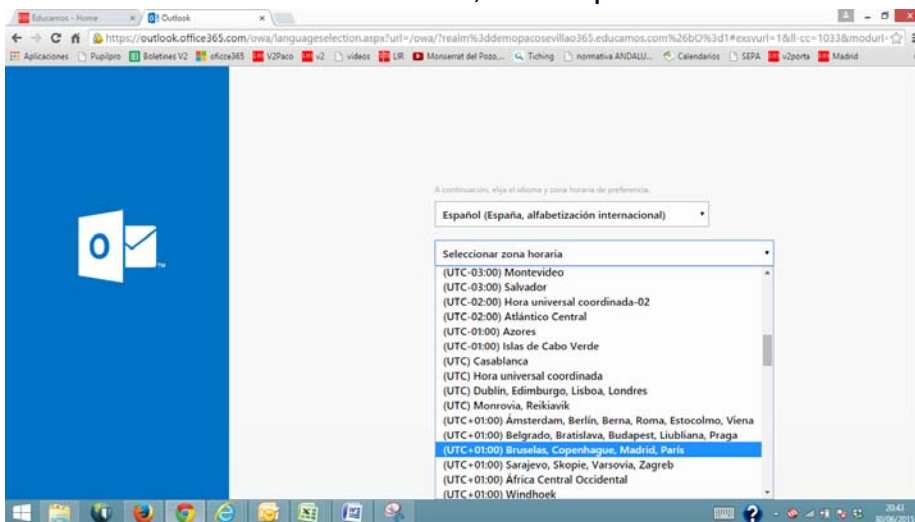 Educamos - Home
Outlook
https://outlook.office365.com/owa/languageselection.aspx?url=/owa/?realm%3ddemopacosevillao365.educamos.com%26bO%3d1#exsvurl=1&ll-cc=1033&modurl=
Aplicaciones Pupilpro Boletines V2 oficce365 V2Paco v2 videos LIR Monserrat del Pozo... Tiching normativa ANDALU... Calendarios SEPA v2porta Madrid
A continuación, elija el idioma y zona horaria de preferencia.
Español (España, alfabetización internacional)
Seleccionar zona horaria
(UTC-03:00) Montevideo
(UTC-03:00) Salvador
(UTC-02:00) Hora universal coordinada-02
(UTC-02:00) Atlántico Central
(UTC-01:00) Azores
(UTC-01:00) Islas de Cabo Verde
(UTC) Casablanca
(UTC) Hora universal coordinada
(UTC) Dublín, Edimburgo, Lisboa, Londres
(UTC) Monrovia, Reikiavik
(UTC+01:00) Ámsterdam, Berlín, Berna, Roma, Estocolmo, Viena
(UTC+01:00) Belgrado, Bratislava, Budapest, Liubliana, Praga
(UTC+01:00) Bruselas, Copenhague, Madrid, París
(UTC+01:00) Sarajevo, Skopie, Varsovia, Zagreb
(UTC+01:00) África Central Occidental
(UTC+01:00) Windhoek
O
TM
20:43